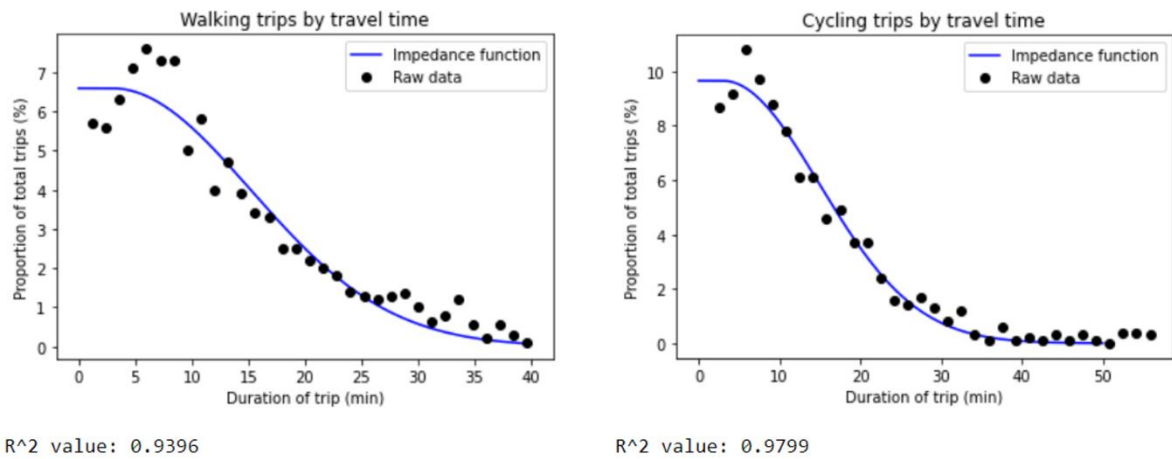 Walking trips by travel time
Impedance function
Raw data
7
6
5
4
3
2
1
0
Proportion of total trips (%)
0 5 10 15 20 25 30 35 40
Duration of trip (min)
R^2 value: 0.9396
Cycling trips by travel time
Impedance function
Raw data
10
8
6
4
2
0
Proportion of total trips (%)
0 10 20 30 40 50
Duration of trip (min)
R^2 value: 0.9799